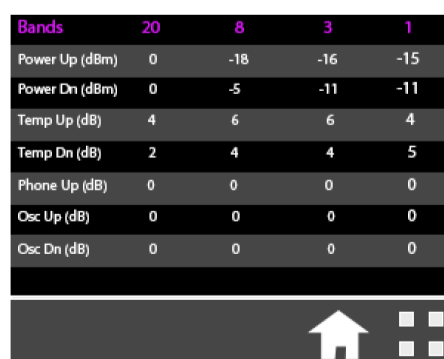 Bands 20 8 3 1
Power Up (dBm) 0 -18 -16 -15
Power Dn (dBm) 0 -5 -11 -11
Temp Up (dB) 4 6 6 4
Temp Dn (dB) 2 4 4 5
Phone Up (dB) 0 0 0 0
Osc Up (dB) 0 0 0 0
Osc Dn (dB) 0 0 0 0